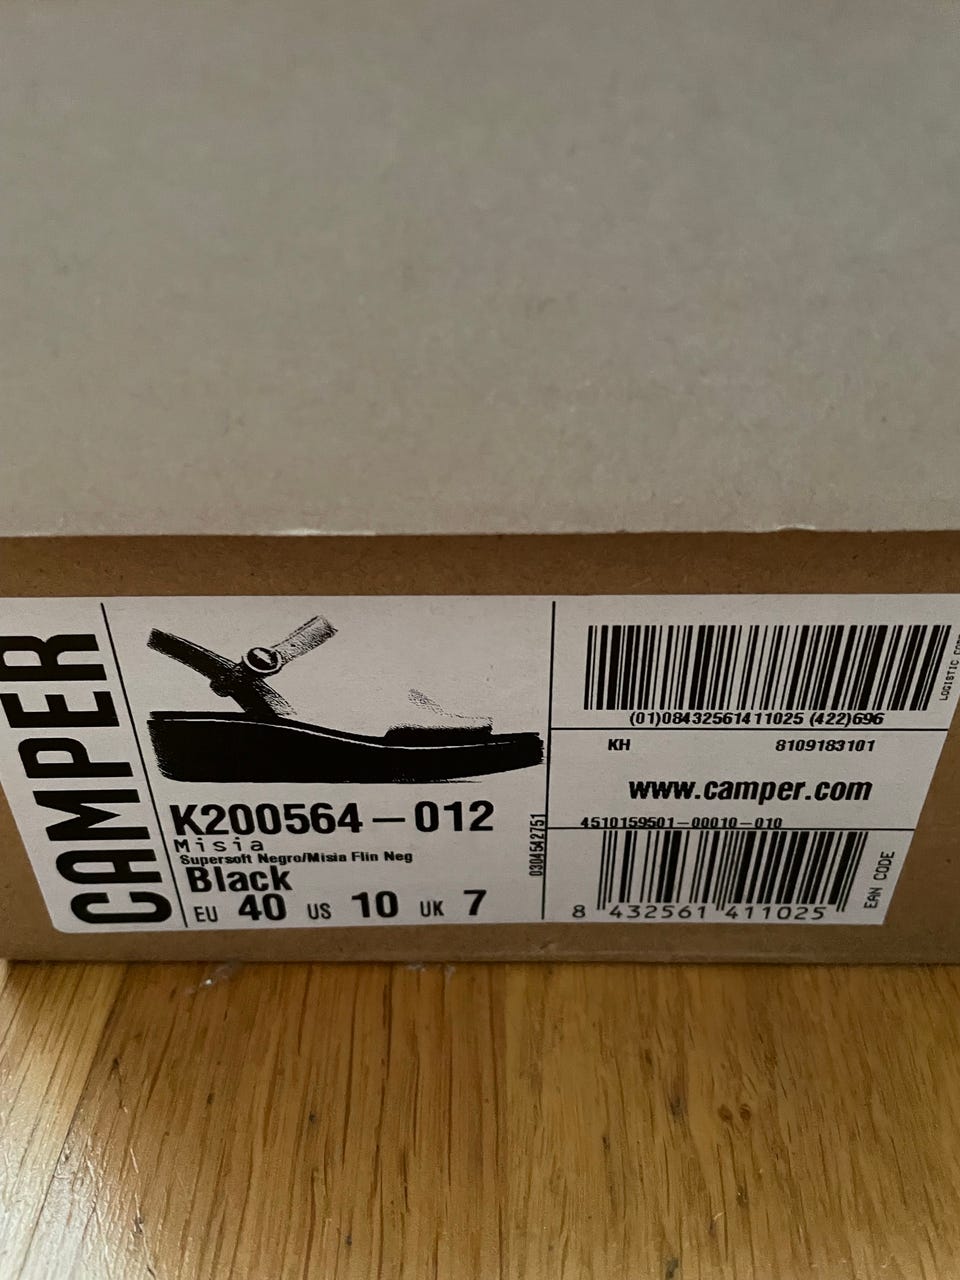 CAMPER
K200564-012
Misia
Supersoft Negro/Misia Flin Neg
Black
EU 40 US 10 UK 7
0304542751
(01)08432561411025 (422)696
LOGISTIC
KH 8109183101
www.camper.com
4510159501-00010-010
8 432561 411025
EAN CODE